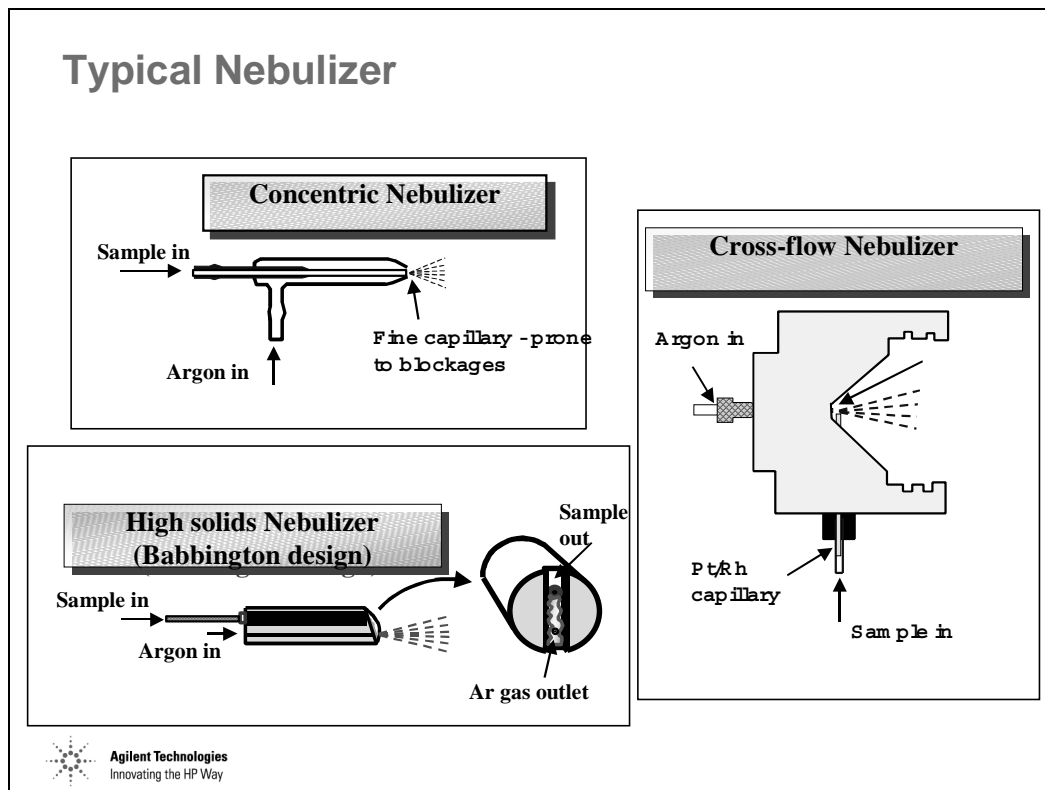 Typical Nebulizer
Concentric Nebulizer
Sample in
Fine capillary - prone
to blockages
Argon in
Cross-flow Nebulizer
Argon in
Pt/Rh
capillary
Sample in
High solids Nebulizer
(Babbington design)
Sample
out
Sample in
Argon in
Ar gas outlet
Agilent Technologies
Innovating the HP Way